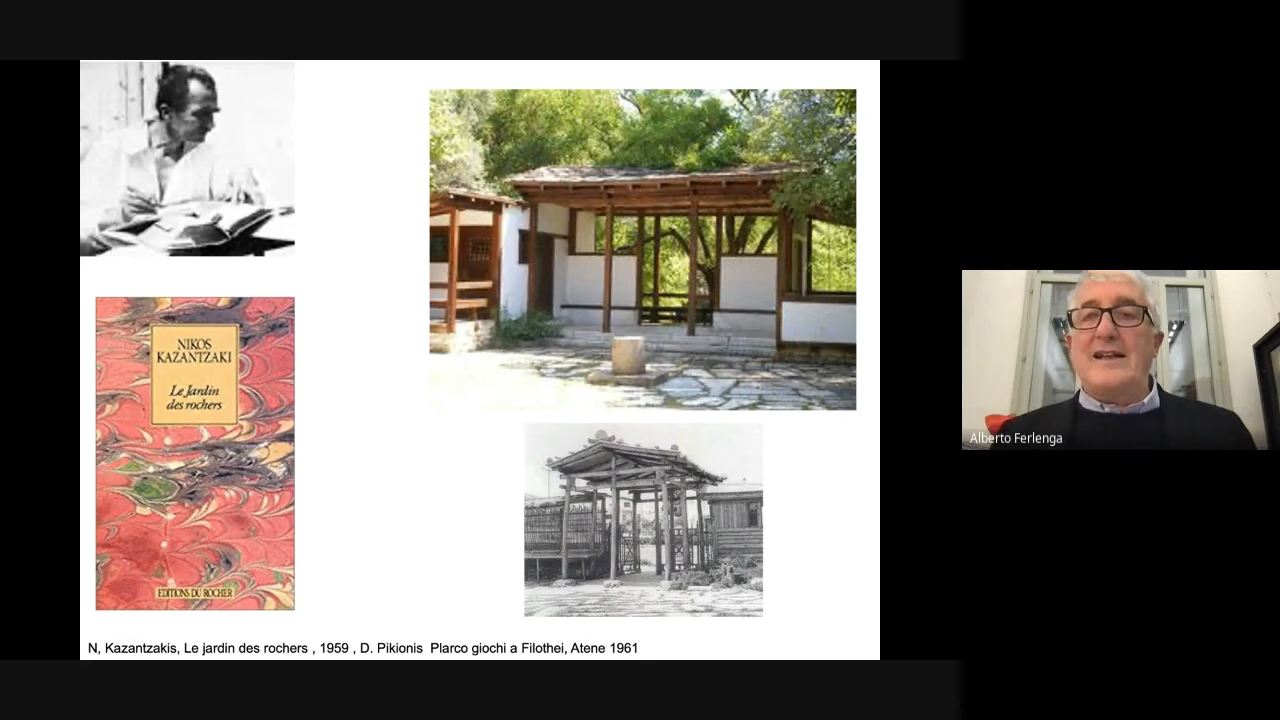 NIKOS
KAZANTZAKI
Le Jardin
des rochers
EDITIONS DU ROCHER
N, Kazantzakis, Le jardin des rochers , 1959 , D. Pikionis Plarco giochi a Filothei, Atene 1961
Alberto Ferlenga